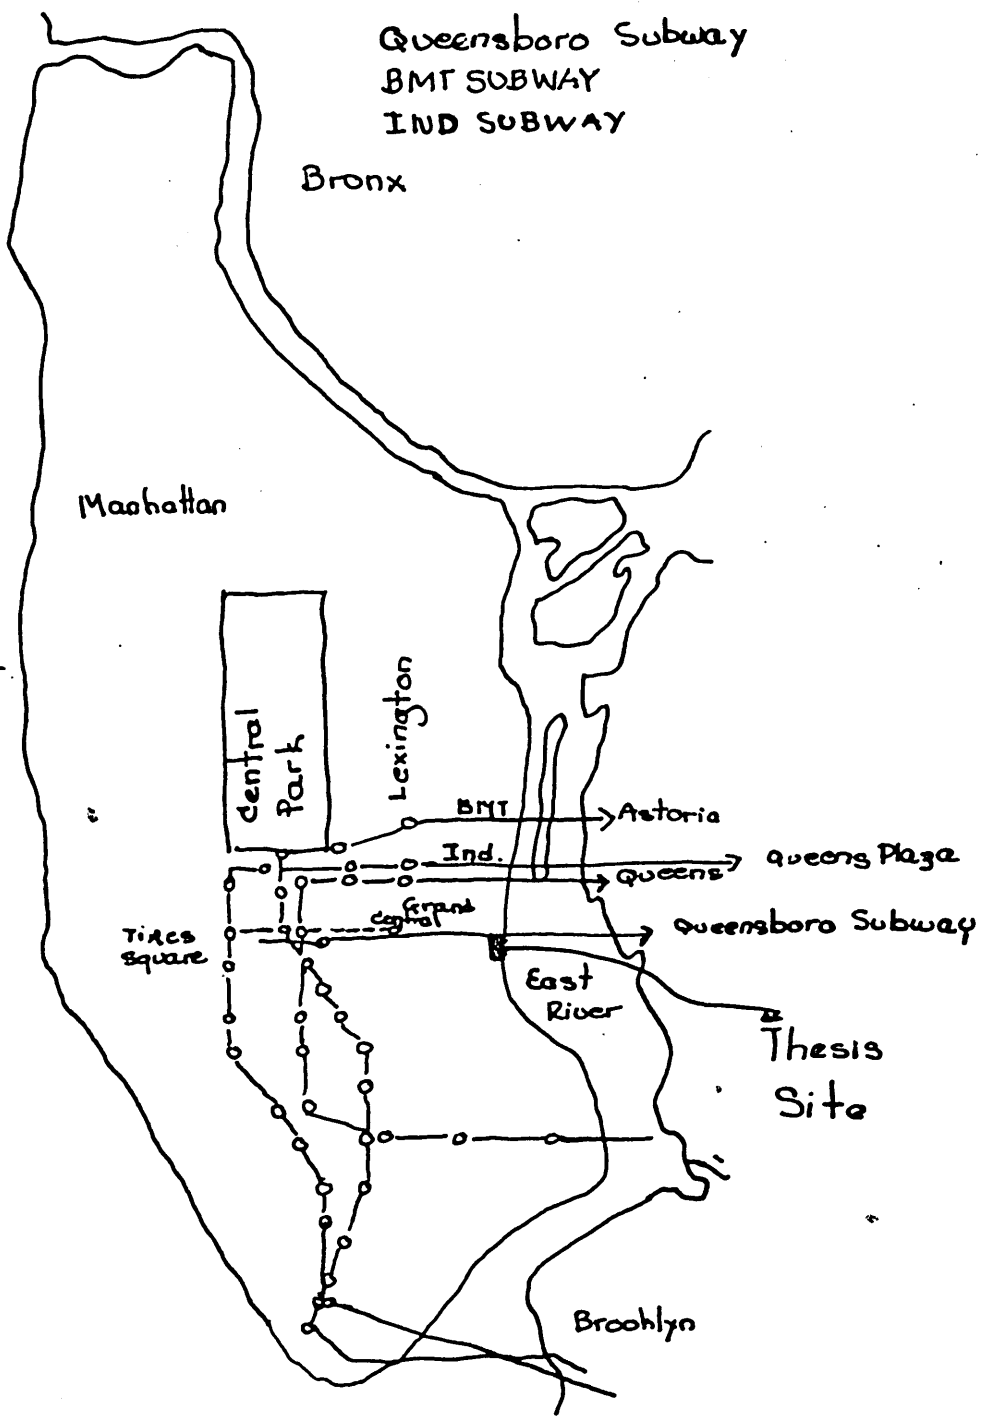 Queensboro Subway
BMT SUBWAY
IND SUBWAY
Bronx
Manhattan
Central
Park
Lexington
BMT
Astoria
Ind.
Queens Plaza
Queens
Grand
Central
Queensboro Subway
Times
Square
East
River
Thesis
Site
Brooklyn